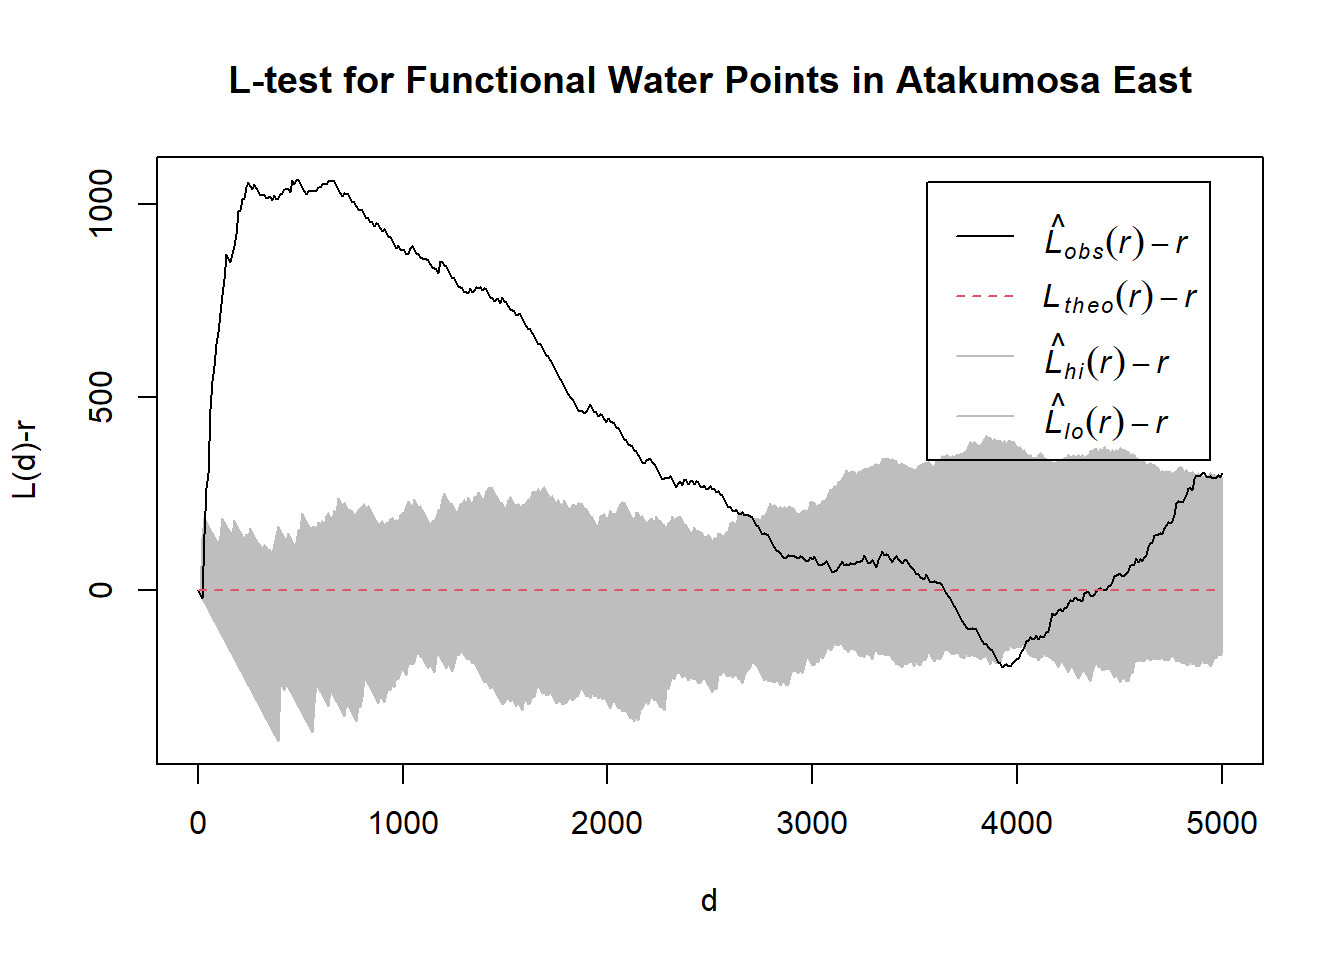 L-test for Functional Water Points in Atakumosa East
L(d)-r
1000
500
0
L̂obs(r) − r
Ltheo(r) − r
L̂hi(r) − r
L̂lo(r) − r
0 1000 2000 3000 4000 5000
d